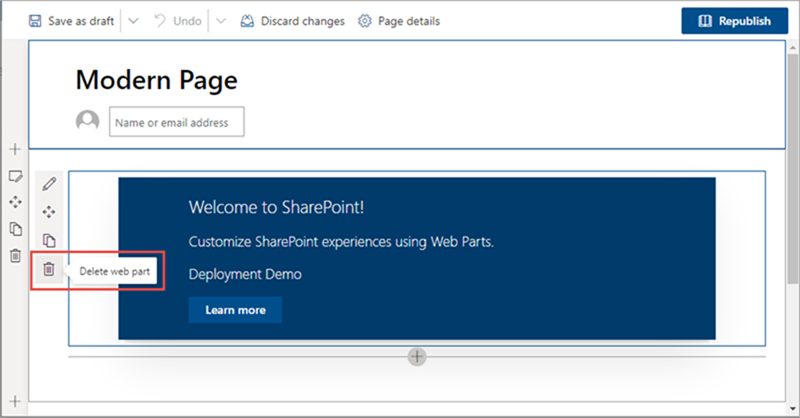 Save as draft Undo Discard changes Page details Republish
Modern Page
Name or email address
Welcome to SharePoint!
Customize SharePoint experiences using Web Parts.
Delete web part
Deployment Demo
Learn more